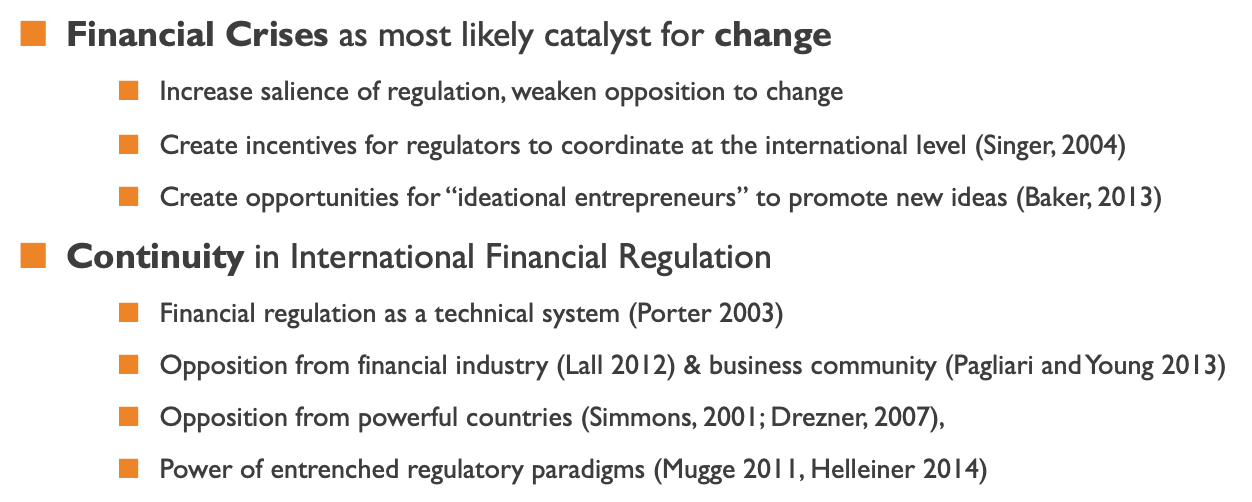 Financial Crises as most likely catalyst for change
Increase salience of regulation, weaken opposition to change
Create incentives for regulators to coordinate at the international level (Singer, 2004)
Create opportunities for “ideational entrepreneurs” to promote new ideas (Baker, 2013)
Continuity in International Financial Regulation
Financial regulation as a technical system (Porter 2003)
Opposition from financial industry (Lall 2012) & business community (Pagliari and Young 2013)
Opposition from powerful countries (Simmons, 2001; Drezner, 2007),
Power of entrenched regulatory paradigms (Mugge 2011, Helleiner 2014)